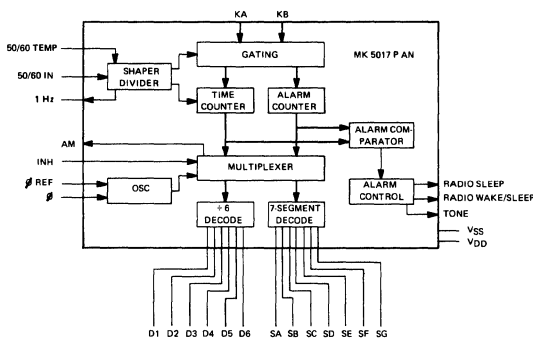 KA KB
50/60 TEMP
GATING
MK 5017 P AN
50/60 IN
SHAPER
DIVIDER
1 Hz
TIME
COUNTER
ALARM
COUNTER
AM
ALARM COM-
PARATOR
INH
MULTIPLEXER
Ø REF
OSC
Ø
ALARM
CONTROL
RADIO SLEEP
RADIO WAKE/SLEEP
TONE
÷ 6
DECODE
7-SEGMENT
DECODE
VSS
VDD
D1 D2 D3 D4 D5 D6 SA SB SC SD SE SF SG